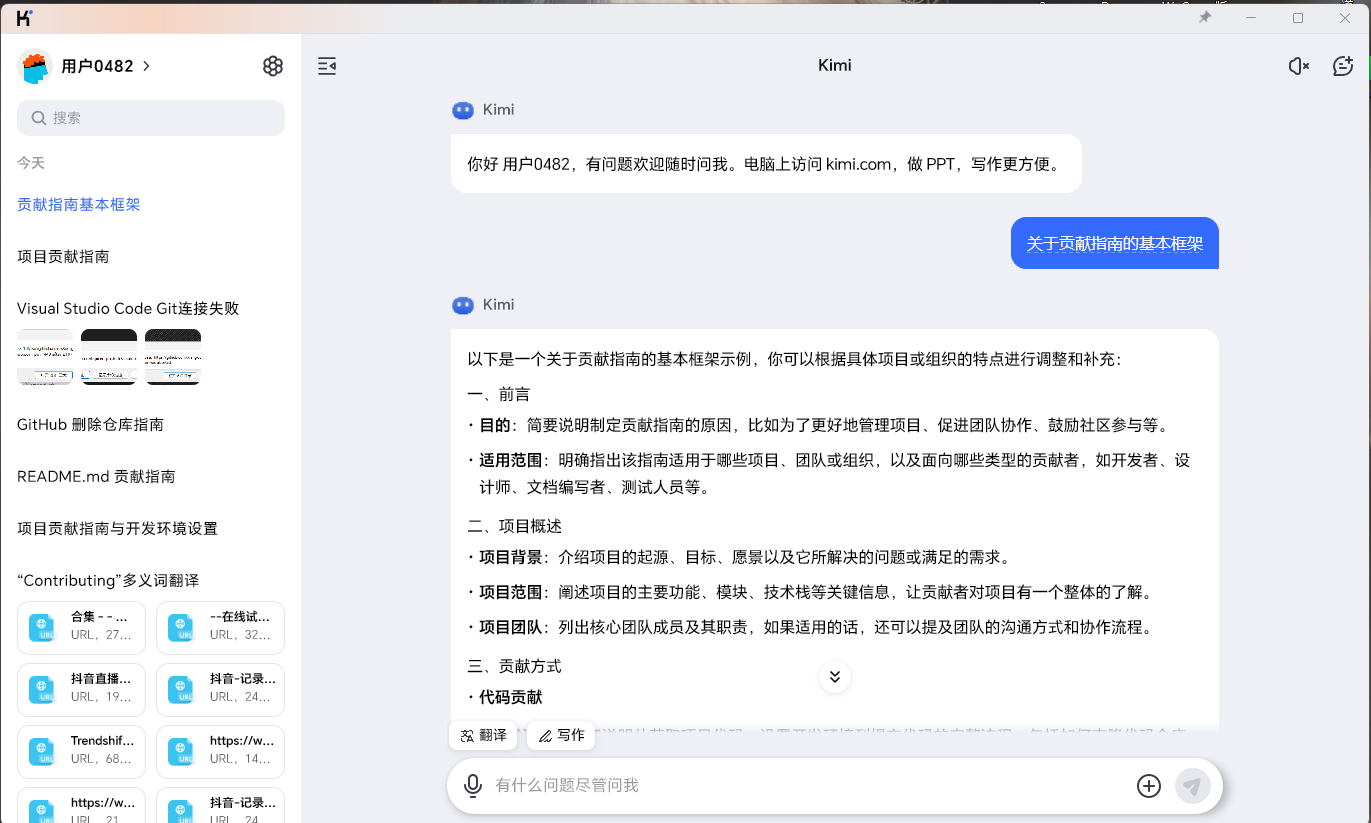 用户0482
搜索
今天
贡献指南基本框架
项目贡献指南
Visual Studio Code Git连接失败
GitHub 删除仓库指南
README.md 贡献指南
项目贡献指南与开发环境设置
“Contributing”多义词翻译
合集 - - ...
URL，27...
--在线试...
URL，32...
抖音直播...
URL，19...
抖音-记录...
URL，24...
Trendshif...
URL，68...
https://w...
URL，14...
https://w...
URL，21...
抖音-记录...
URL，24...
Kimi
Kimi
你好 用户0482，有问题欢迎随时问我。电脑上访问 kimi.com，做 PPT，写作更方便。
关于贡献指南的基本框架
Kimi
以下是一个关于贡献指南的基本框架示例，你可以根据具体项目或组织的特点进行调整和补充：
一、前言
· 目的：简要说明制定贡献指南的原因，比如为了更好地管理项目、促进团队协作、鼓励社区参与等。
· 适用范围：明确指出该指南适用于哪些项目、团队或组织，以及面向哪些类型的贡献者，如开发者、设
计师、文档编写者、测试人员等。
二、项目概述
· 项目背景：介绍项目的起源、目标、愿景以及它所解决的问题或满足的需求。
· 项目范围：阐述项目的主要功能、模块、技术栈等关键信息，让贡献者对项目有一个整体的了解。
· 项目团队：列出核心团队成员及其职责，如果适用的话，还可以提及团队的沟通方式和协作流程。
三、贡献方式
· 代码贡献
翻译
写作
有什么问题尽管问我